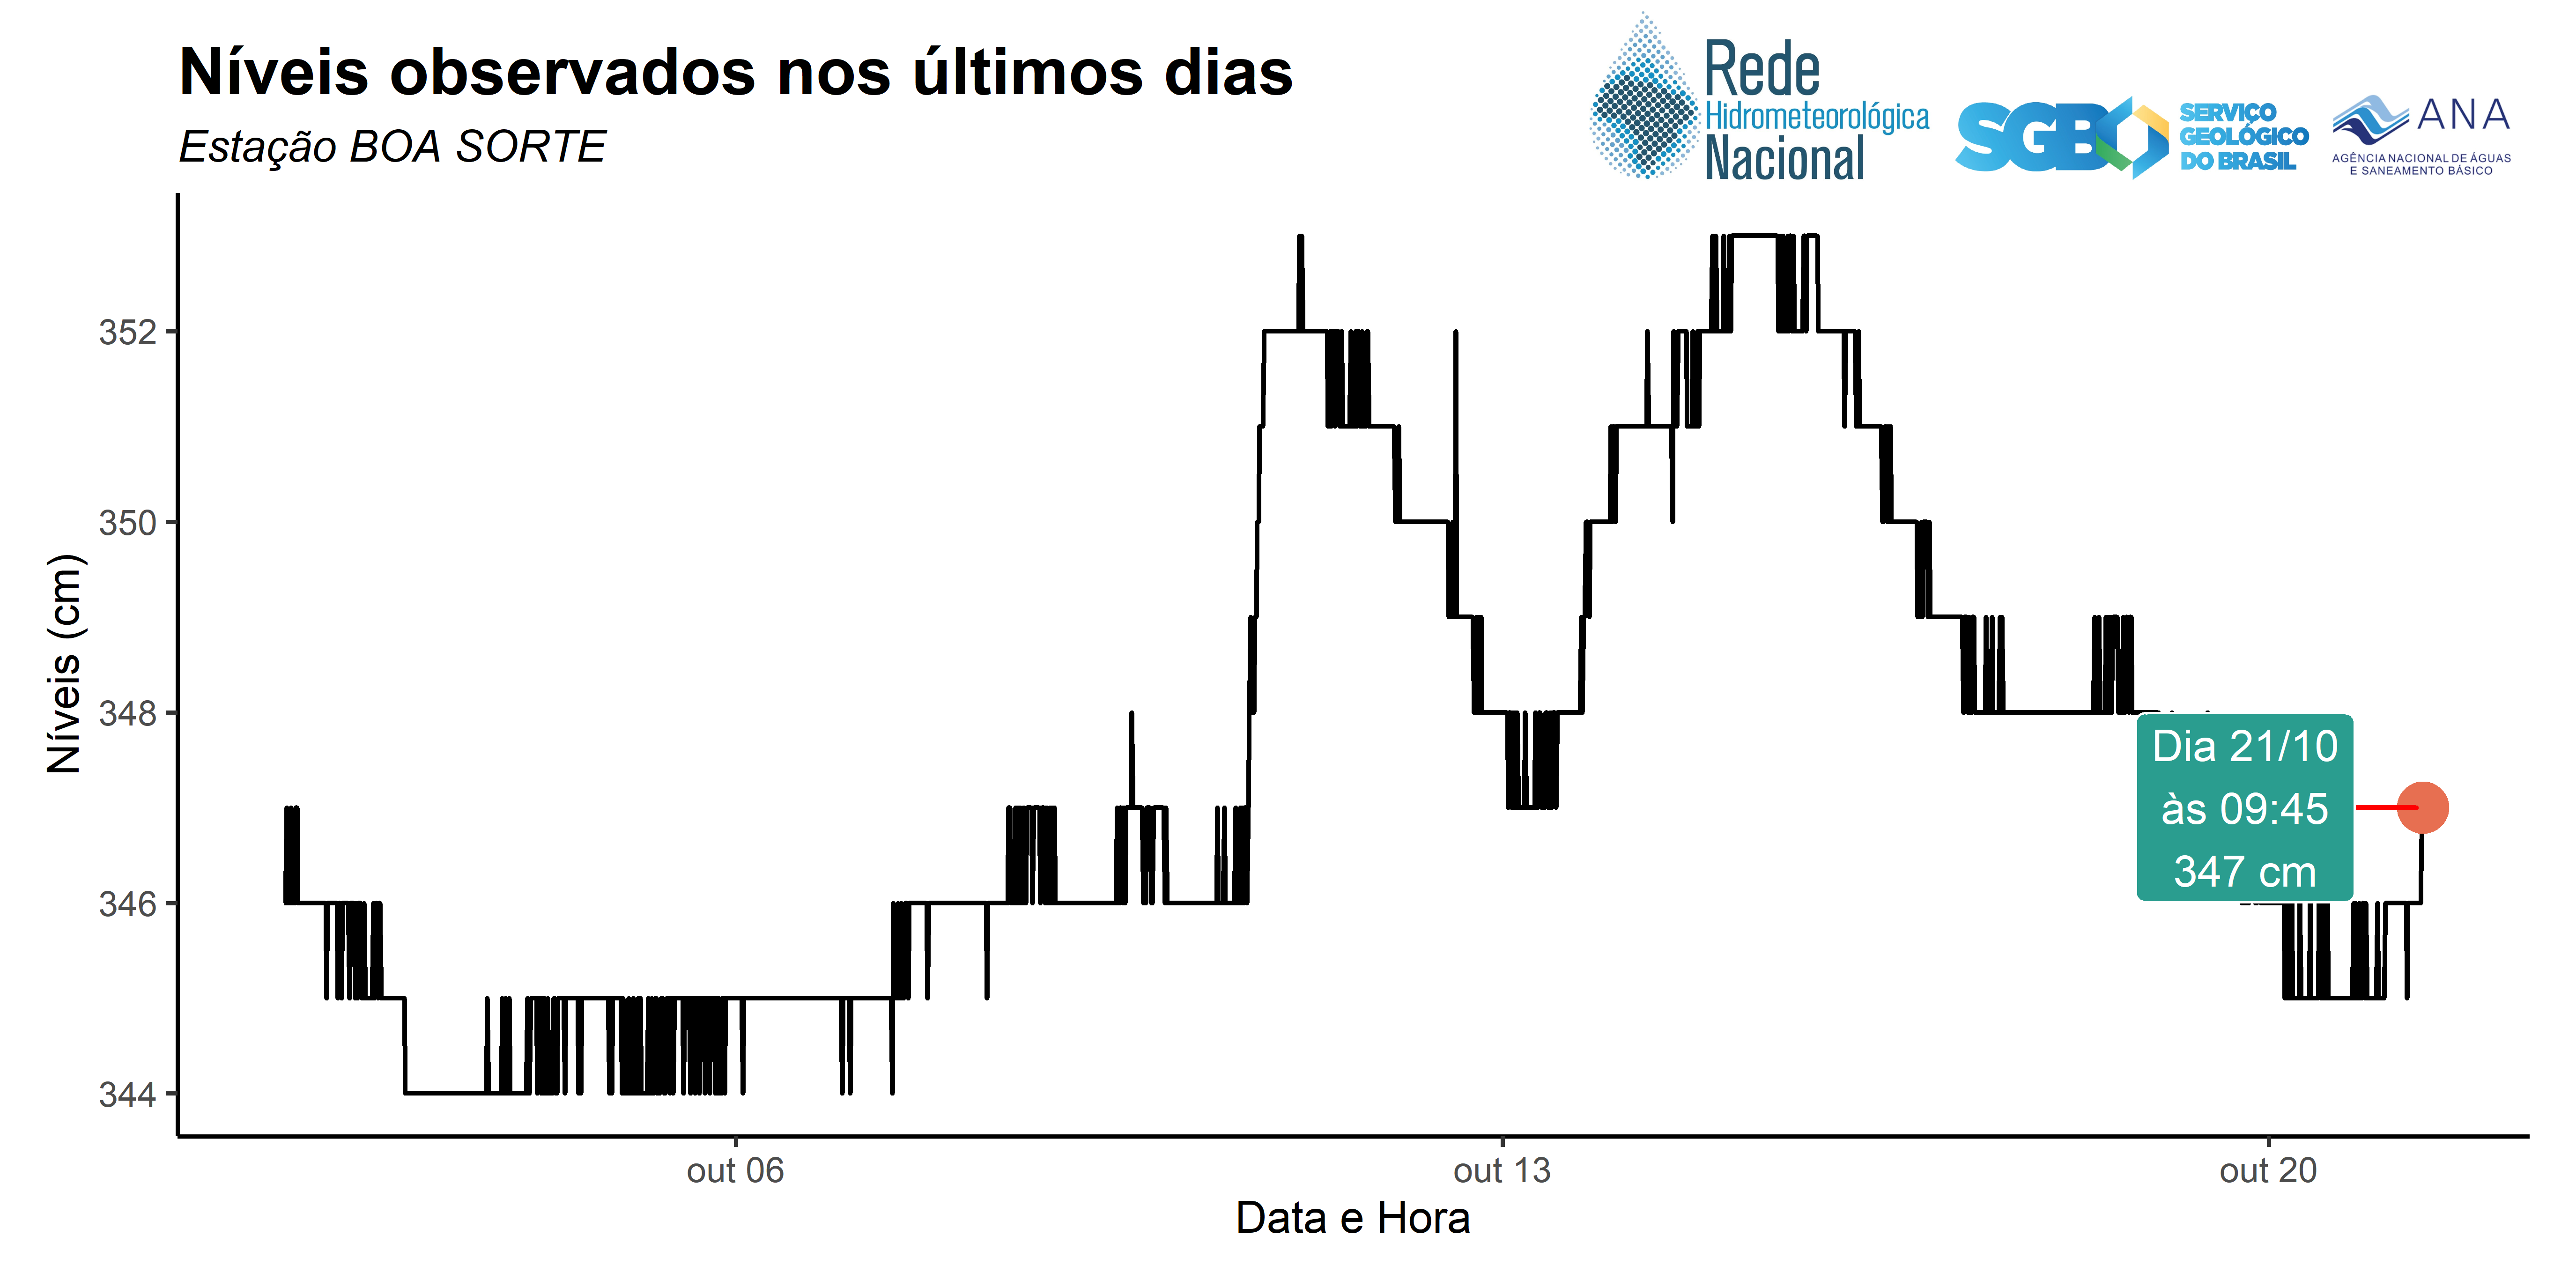 Níveis observados nos últimos dias
Estação BOA SORTE
Rede
Hidrometeorológica
Nacional
SGB
SERVIÇO
GEOLÓGICO
DO BRASIL
ANA
AGÊNCIA NACIONAL DE ÁGUAS
E SANEAMENTO BÁSICO
Níveis (cm)
352
350
348
346
344
Dia 21/10
às 09:45
347 cm
out 06
out 13
out 20
Data e Hora